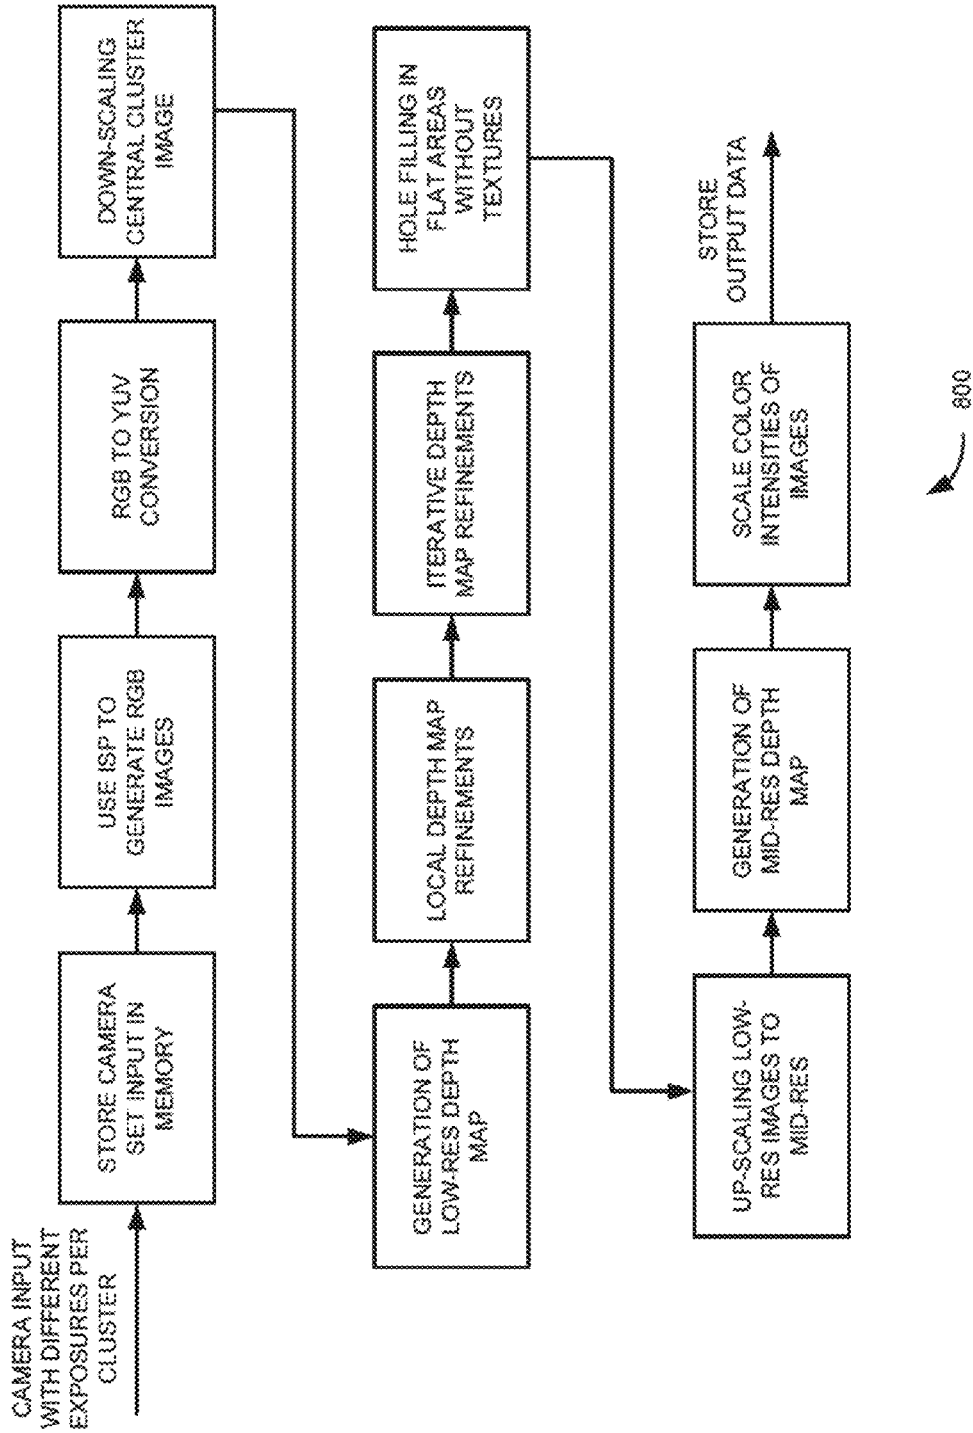 CAMERA INPUT
WITH DIFFERENT
EXPOSURES PER
CLUSTER
STORE CAMERA
SET INPUT IN
MEMORY
USE ISP TO
GENERATE RGB
IMAGES
RGB TO YUV
CONVERSION
DOWN-SCALING
CENTRAL CLUSTER
IMAGE
GENERATION OF
LOW-RES DEPTH
MAP
LOCAL DEPTH MAP
REFINEMENTS
ITERATIVE DEPTH
MAP REFINEMENTS
HOLE FILLING IN
FLAT AREAS
WITHOUT
TEXTURES
UP-SCALING LOW-
RES IMAGES TO
MID-RES
GENERATION OF
MID-RES DEPTH
MAP
SCALE COLOR
INTENSITIES OF
IMAGES
STORE
OUTPUT DATA
800